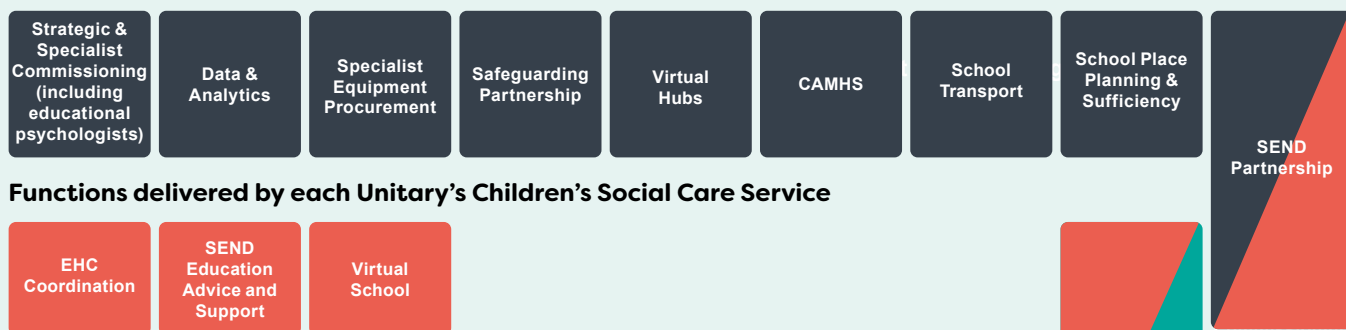 Strategic &
Specialist
Commissioning
(including
educational
psychologists)
Data &
Analytics
Specialist
Equipment
Procurement
Safeguarding
Partnership
Virtual
Hubs
CAMHS
School
Transport
School Place
Planning &
Sufficiency
SEND
Partnership
Functions delivered by each Unitary’s Children’s Social Care Service
EHC
Coordination
SEND
Education
Advice and
Support
Virtual
School